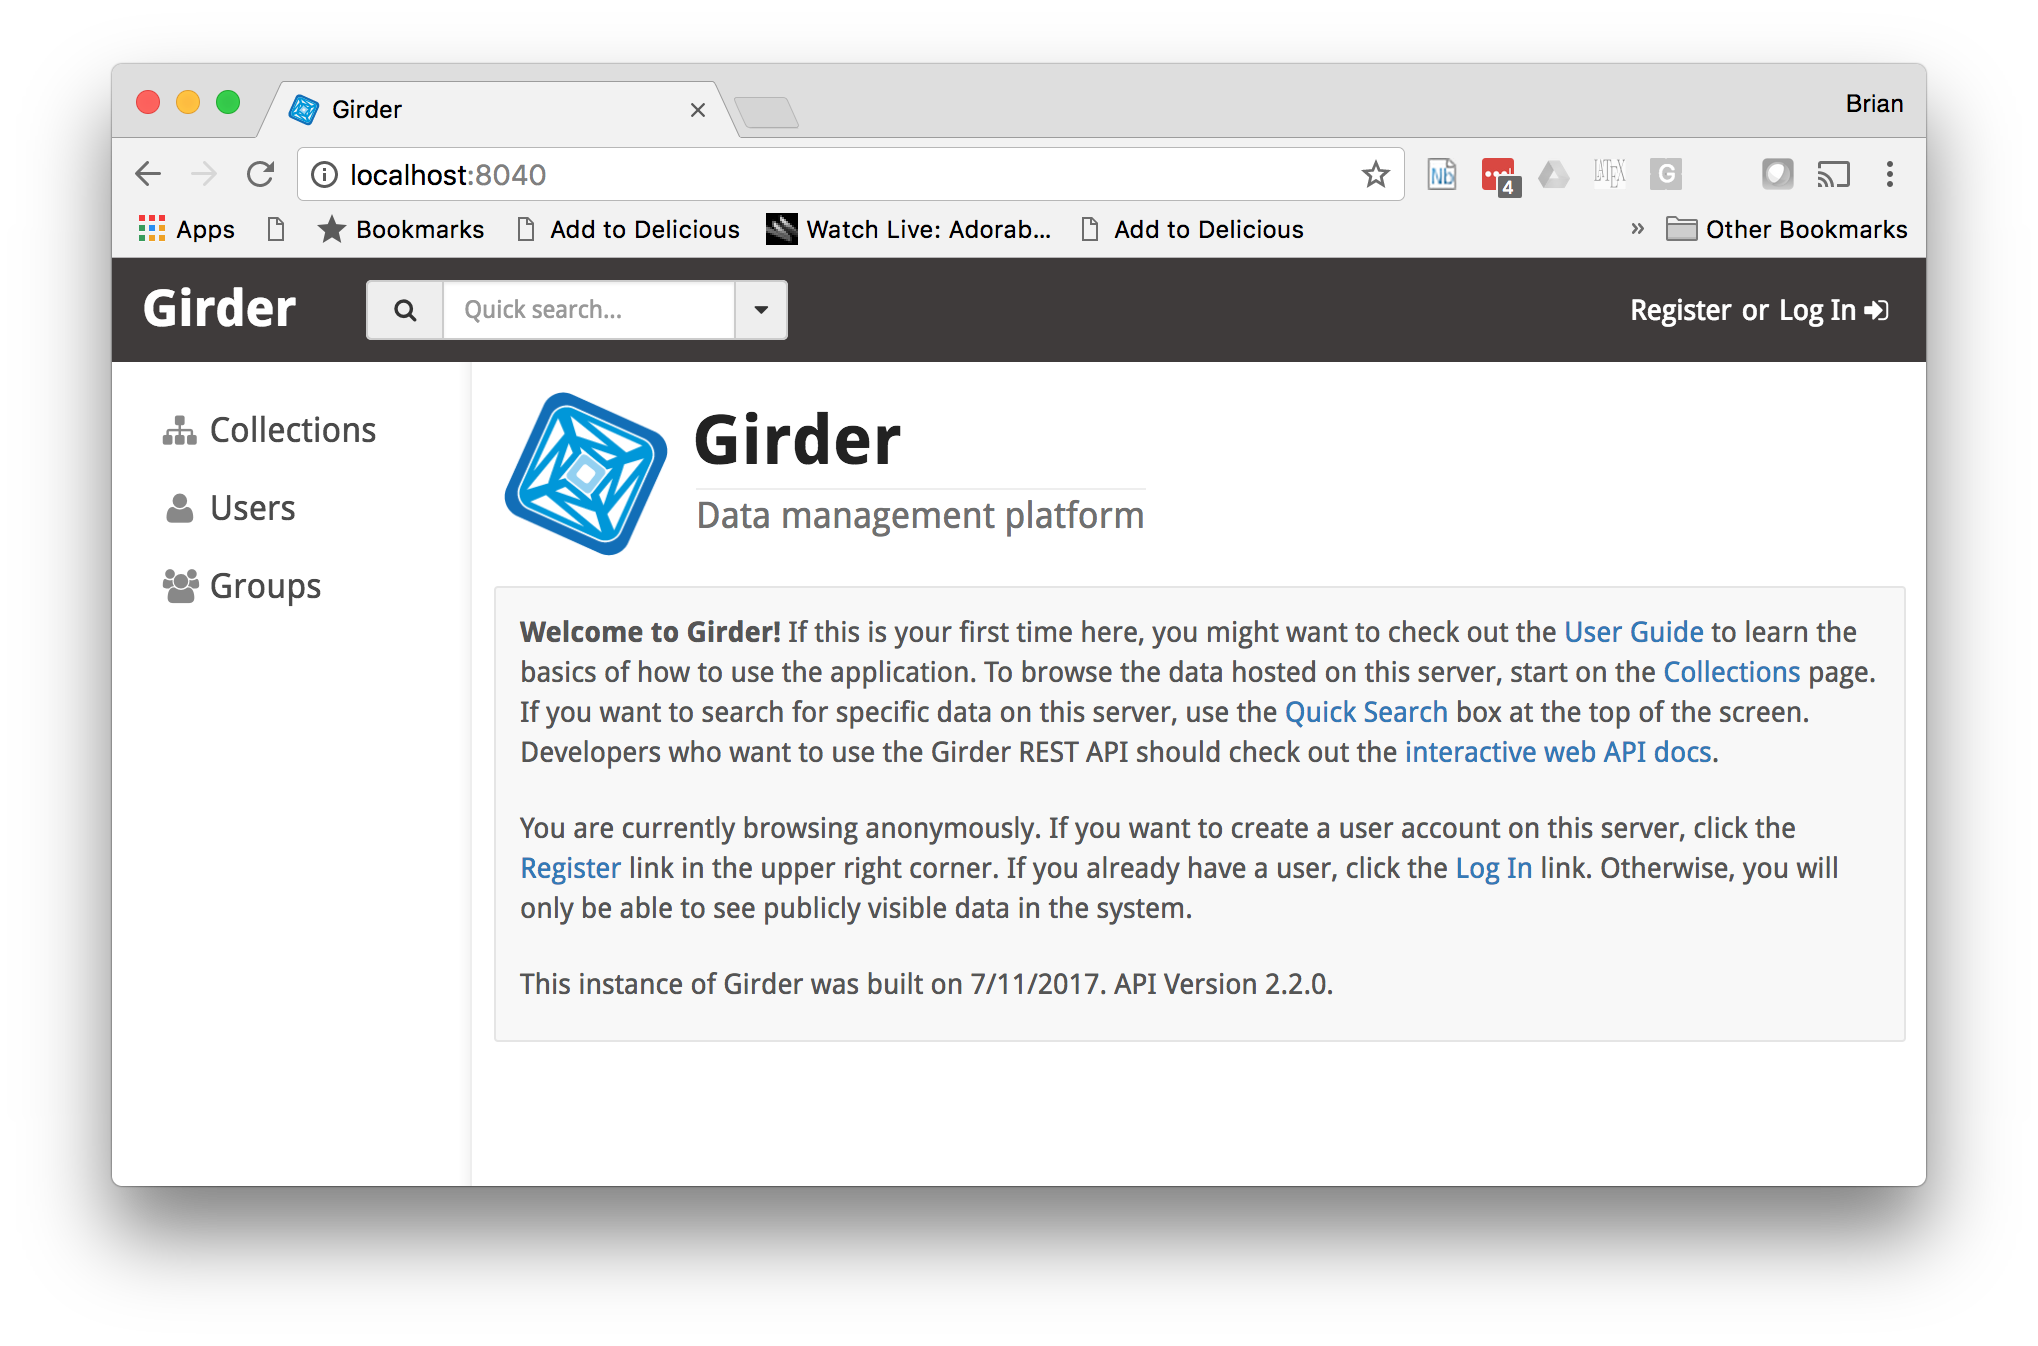 Girder
Brian
localhost:8040
Nb
4
LATEX
G
Apps
Bookmarks
Add to Delicious
Watch Live: Adorab...
Add to Delicious
»
Other Bookmarks
Girder
Quick search...
Register or Log In
Collections
Users
Groups
Girder
Data management platform
Welcome to Girder! If this is your first time here, you might want to check out the User Guide to learn the
basics of how to use the application. To browse the data hosted on this server, start on the Collections page.
If you want to search for specific data on this server, use the Quick Search box at the top of the screen.
Developers who want to use the Girder REST API should check out the interactive web API docs.
You are currently browsing anonymously. If you want to create a user account on this server, click the
Register link in the upper right corner. If you already have a user, click the Log In link. Otherwise, you will
only be able to see publicly visible data in the system.
This instance of Girder was built on 7/11/2017. API Version 2.2.0.